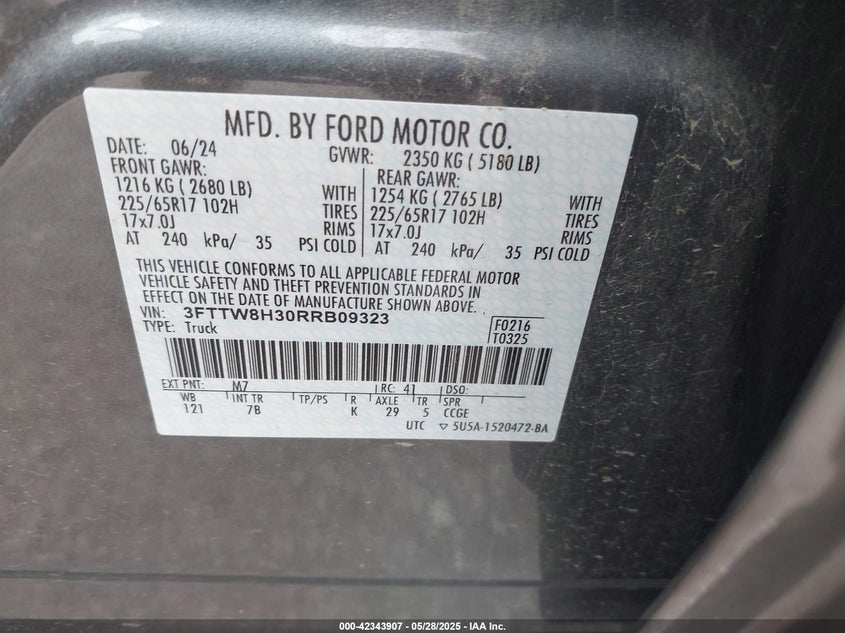 MFD. BY FORD MOTOR CO.
DATE: 06/24 GVWR: 2350 KG ( 5180 LB)
FRONT GAWR: REAR GAWR:
1216 KG ( 2680 LB) WITH 1254 KG ( 2765 LB) WITH
225/65R17 102H TIRES 225/65R17 102H TIRES
17x7.0J RIMS 17x7.0J RIMS
AT 240 kPa/ 35 PSI COLD AT 240 kPa/ 35 PSI COLD
THIS VEHICLE CONFORMS TO ALL APPLICABLE FEDERAL MOTOR
VEHICLE SAFETY AND THEFT PREVENTION STANDARDS IN
EFFECT ON THE DATE OF MANUFACTURE SHOWN ABOVE.
VIN: 3FTTW8H30RRB09323 F0216
TYPE: Truck T0325
EXT PNT: M7 RC: 41 DSO:
WB INT TR TP/PS R AXLE TR SPR
121 7B K 29 5 CCGE
UTC ▽ 5U5A-1520472-BA
000-42343907 — 05/28/2025 — IAA Inc.